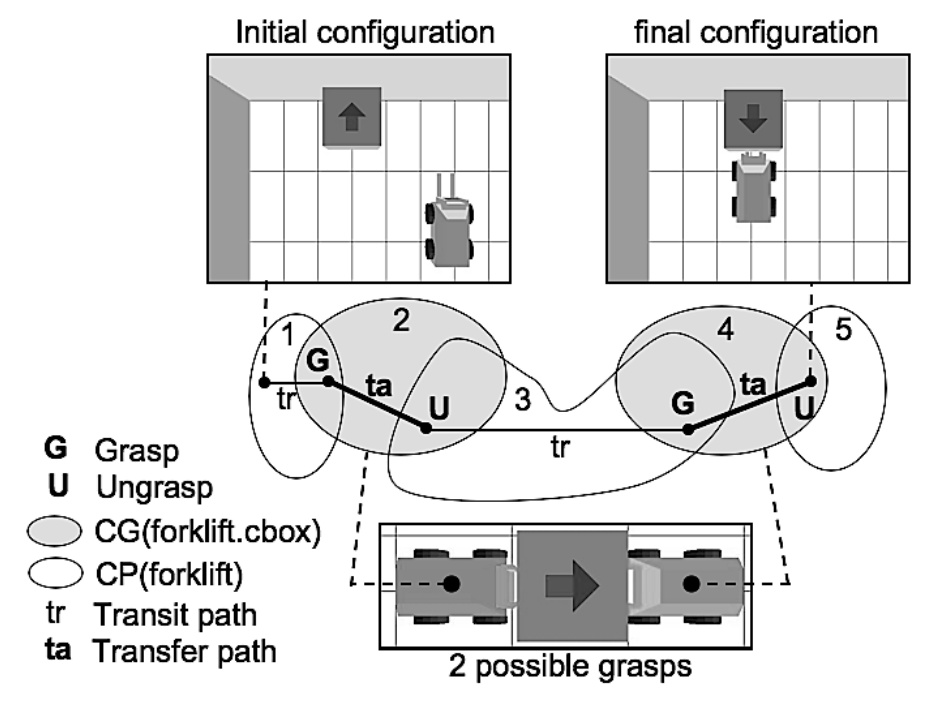 Initial configuration
final configuration
1
2
3
4
5
G
ta
tr
U
G
ta
U
tr
G Grasp
U Ungrasp
CG(forklift.cbox)
CP(forklift)
tr Transit path
ta Transfer path
2 possible grasps